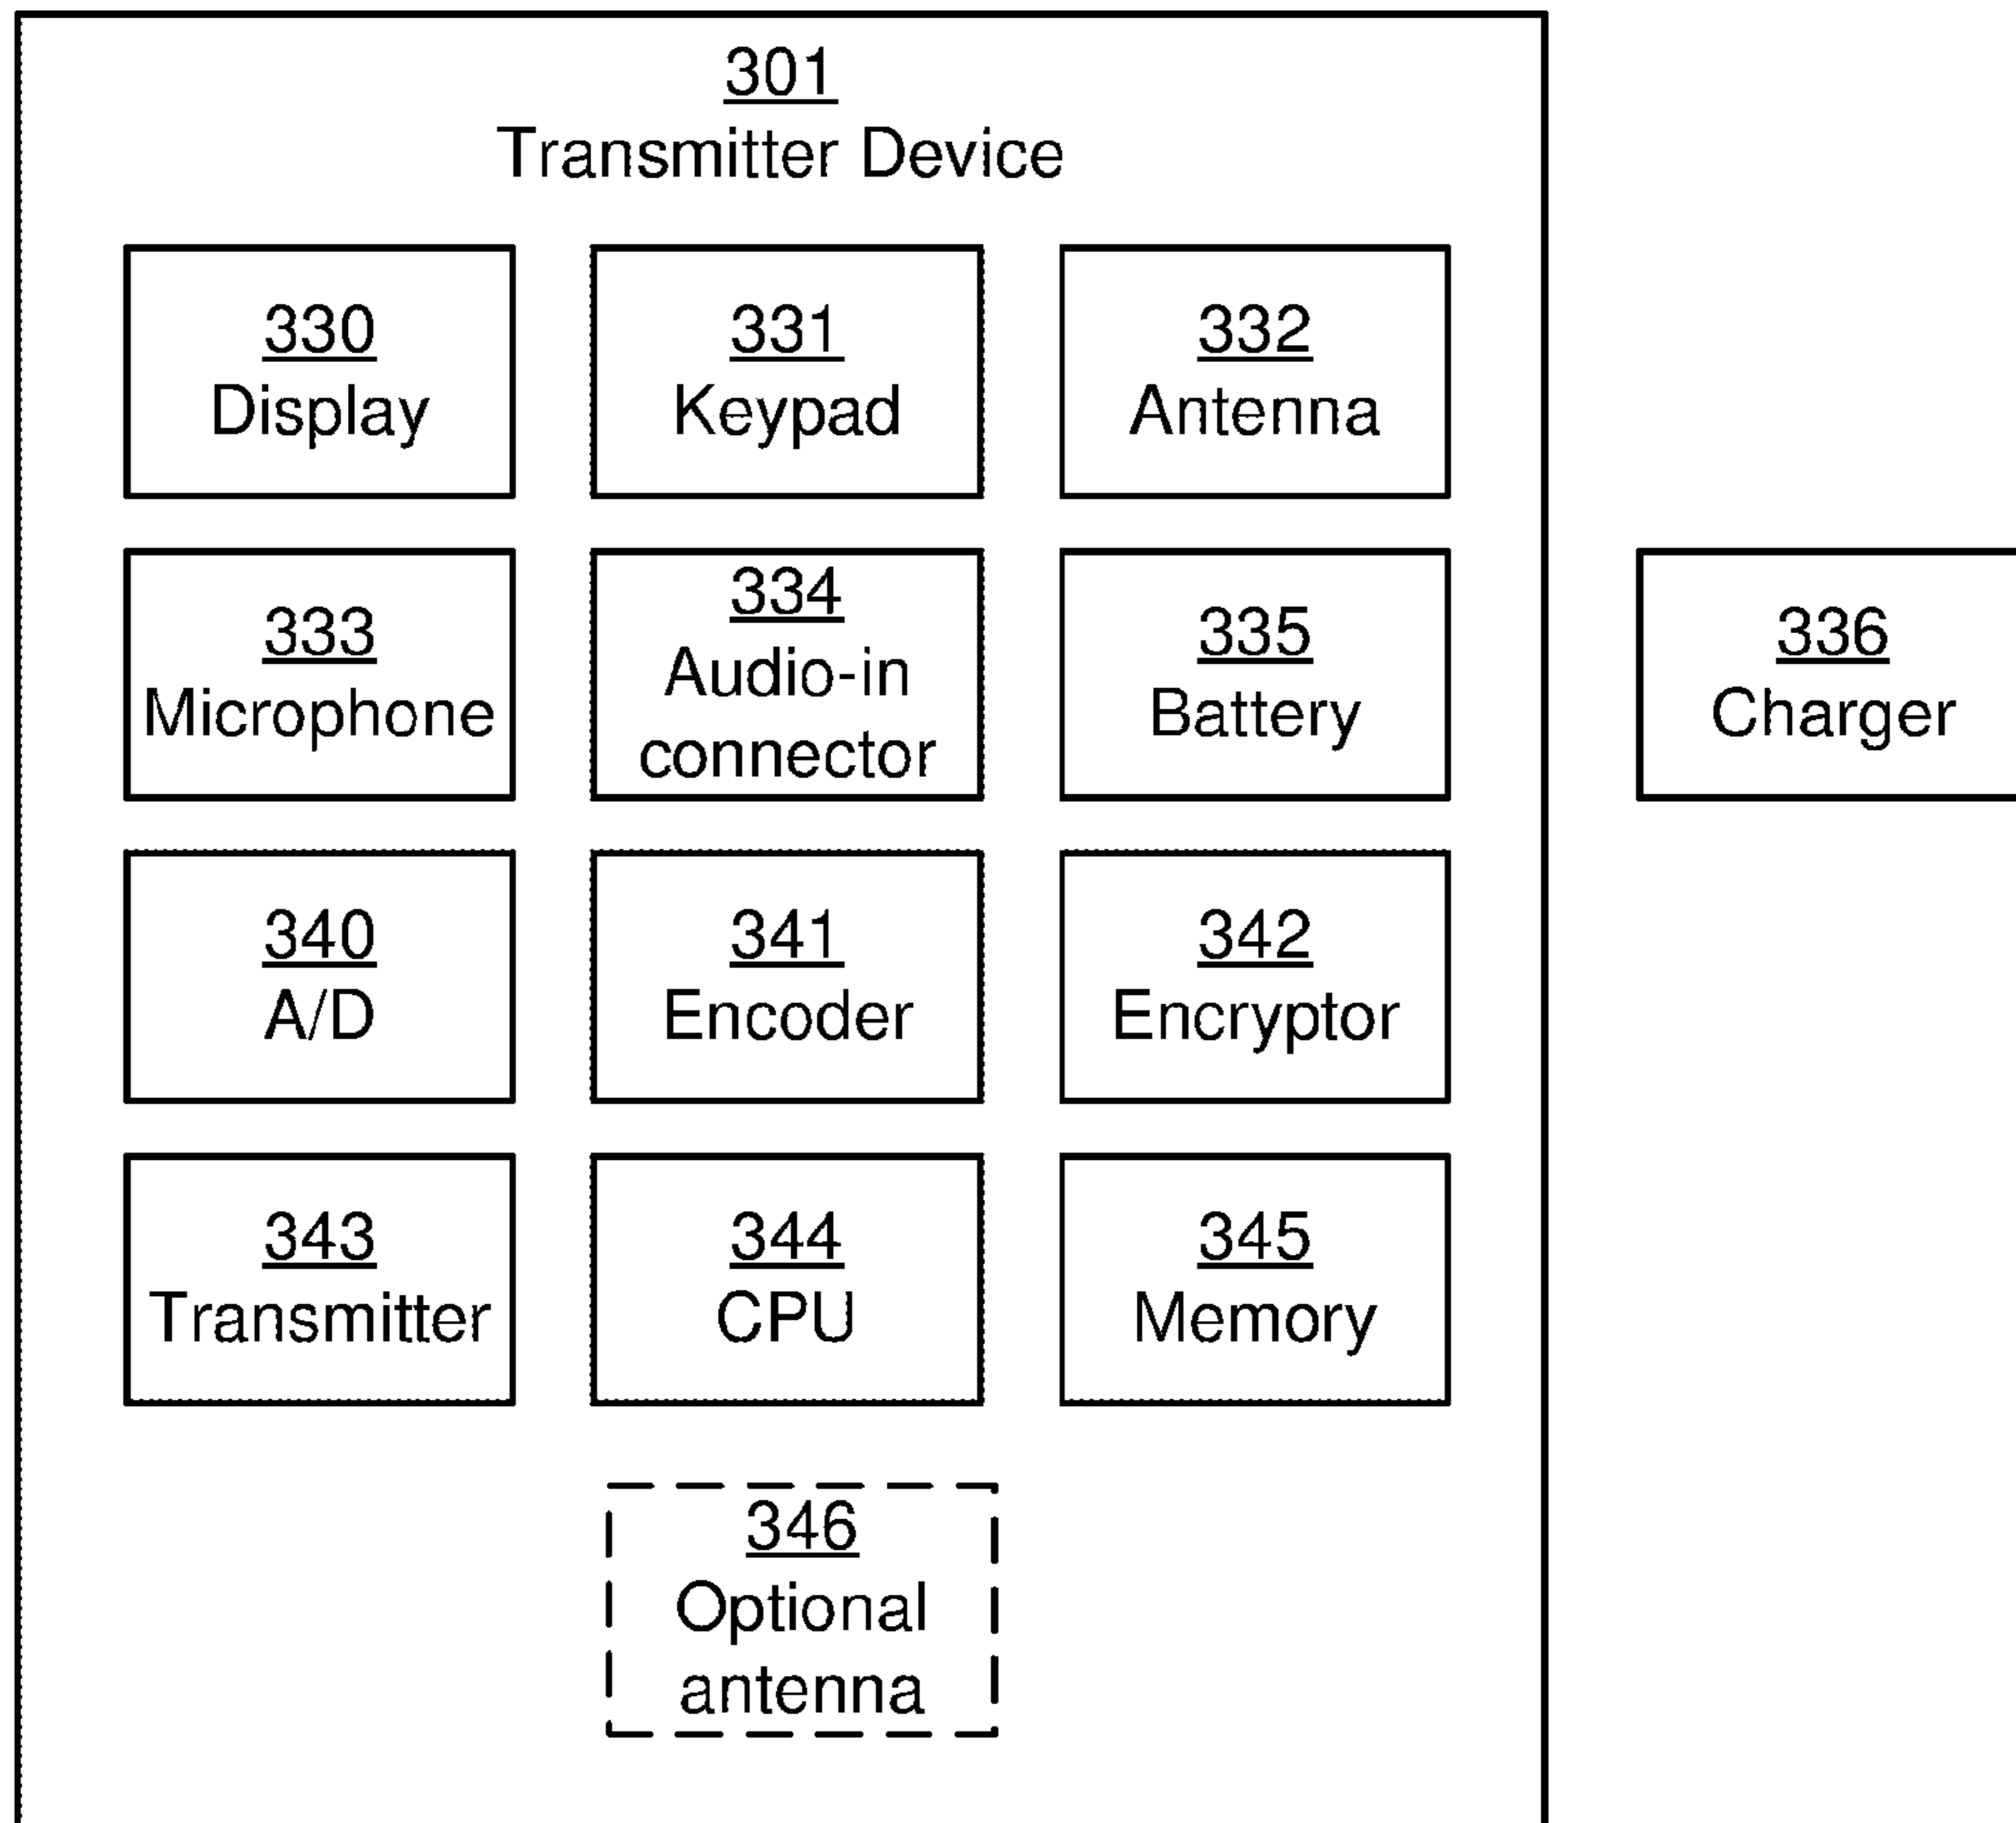 301
Transmitter Device
330
Display
331
Keypad
332
Antenna
333
Microphone
334
Audio-in
connector
335
Battery
336
Charger
340
A/D
341
Encoder
342
Encryptor
343
Transmitter
344
CPU
345
Memory
346
Optional
antenna